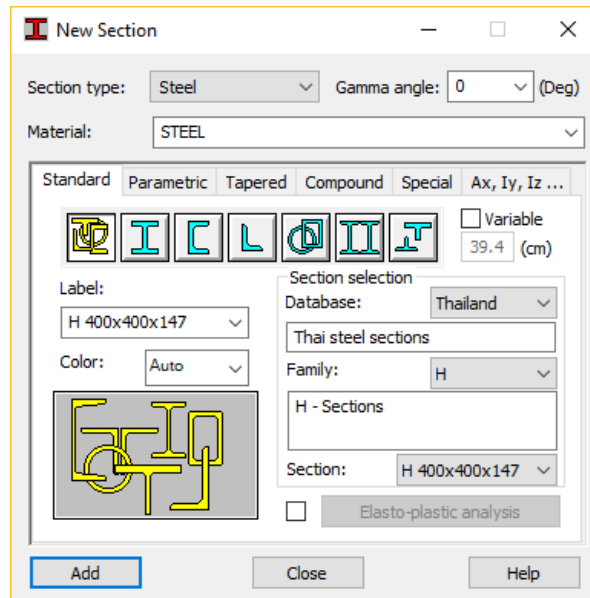 New Section
Section type: Steel Gamma angle: 0 (Deg)
Material: STEEL
Standard Parametric Tapered Compound Special Ax, Iy, Iz ...
Variable
39.4 (cm)
Label:
H 400x400x147
Color: Auto
Section selection
Database: Thailand
Thai steel sections
Family: H
H - Sections
Section: H 400x400x147
Elasto-plastic analysis
Add Close Help